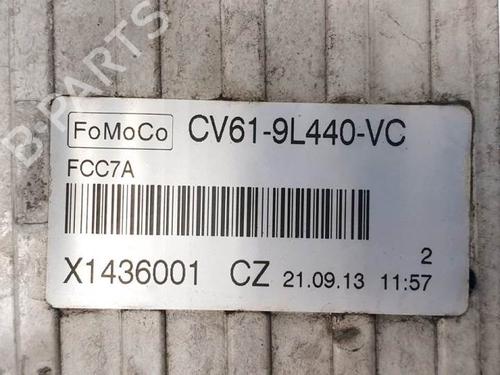 B-PARTS
FoMoCo CV61-9L440-VC
FCC7A
2
X1436001 CZ 21.09.13 11:57